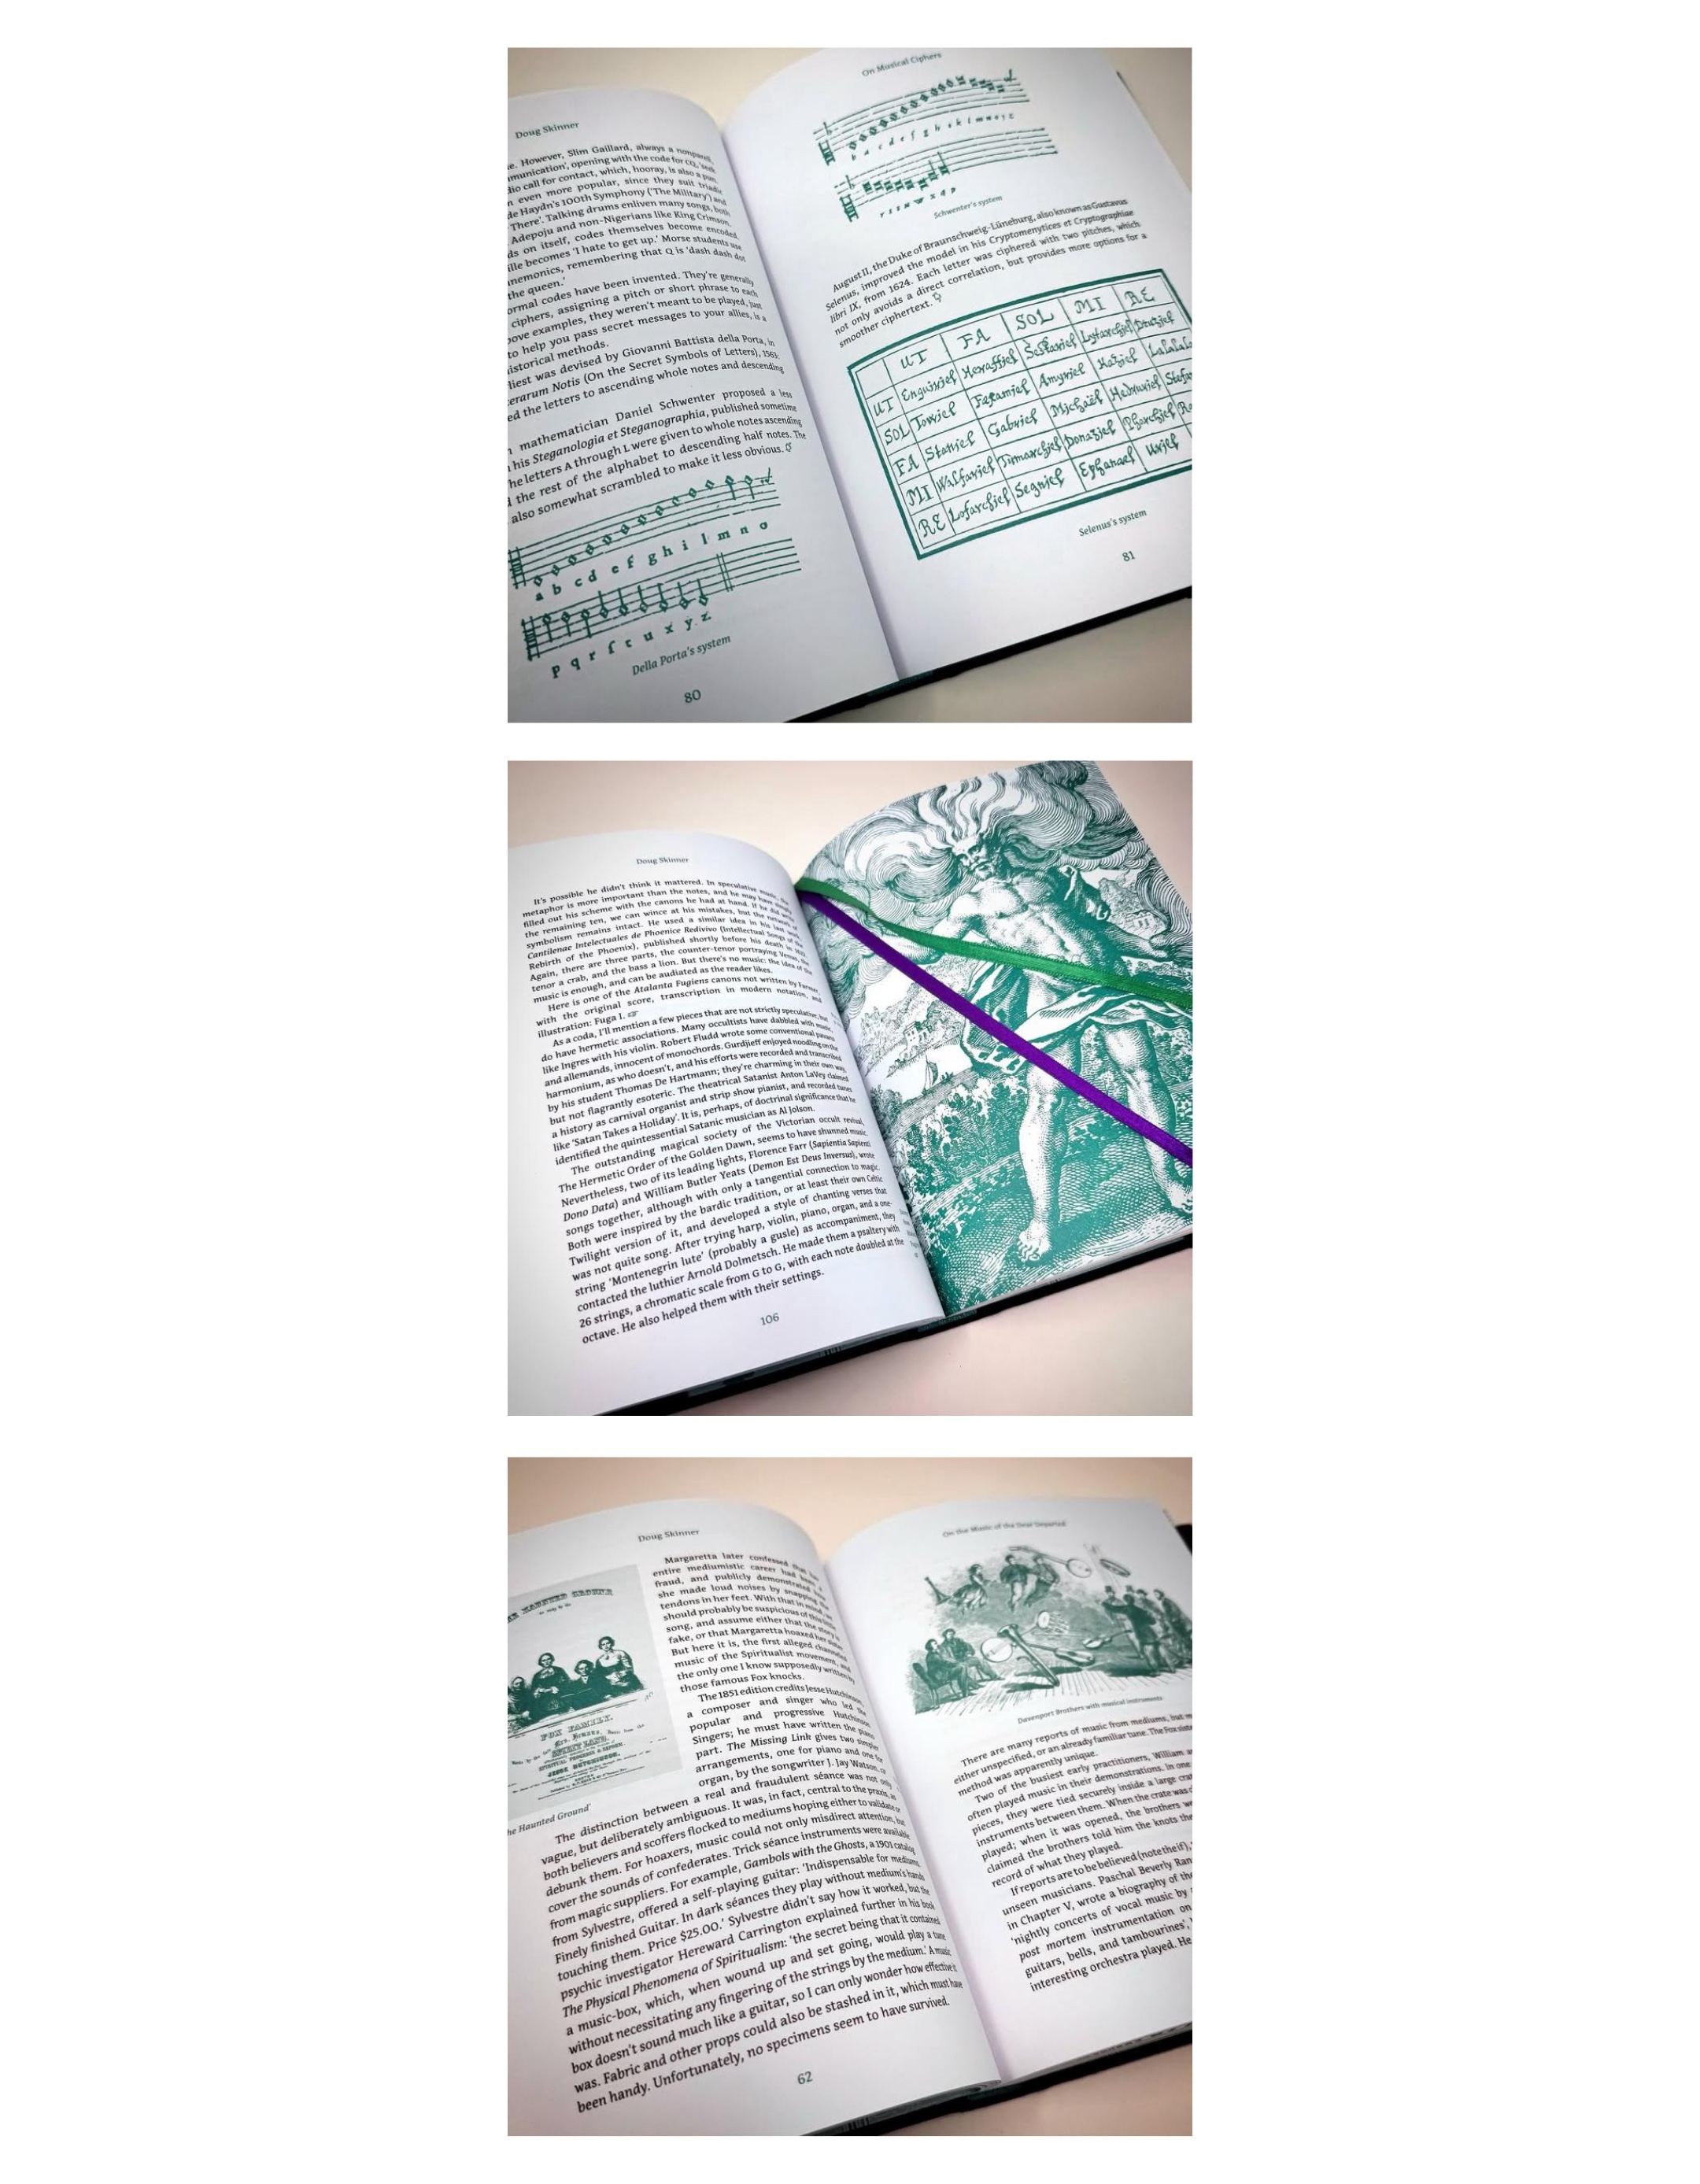 Doug Skinner
e. However, Slim Gaillard, always a nonpareil,
munication', opening with the code for CQ, 'seek
dio call for contact, which, hooray, is also a pun.
n even more popular, since they suit triadic
de Haydn's 100th Symphony ('The Military') and
There'. Talking drums enliven many songs, both
Adepoju and non-Nigerians like King Crimson.
ds on itself, codes themselves become encoded.
ille becomes 'I hate to get up.' Morse students use
nemonics, remembering that Q is 'dash dash dot
the queen.'
ormal codes have been invented. They're generally
ciphers, assigning a pitch or short phrase to each
ove examples, they weren't meant to be played, just
to help you pass secret messages to your allies, is a
istorical methods.
liest was devised by Giovanni Battista della Porta, in
terarum Notis (On the Secret Symbols of Letters), 1563:
ed the letters to ascending whole notes and descending
n mathematician Daniel Schwenter proposed a less
his Steganologia et Steganographia, published sometime
he letters A through L were given to whole notes ascending
d the rest of the alphabet to descending half notes. The
also somewhat scrambled to make it less obvious.
a b c d e f g h i l m n o
p q r ſ t u x y z
Della Porta's system
80
On Musical Ciphers
Schwenter's system
August II, the Duke of Braunschweig-Lüneburg, also known as Gustavus
Selenus, improved the model in his Cryptomenytices et Cryptographiae
libri IX, from 1624. Each letter was ciphered with two pitches, which
not only avoids a direct correlation, but provides more options for a
smoother ciphertext.
UT FA SOL MI RE
UT Enguisiel
SOL Towiel Amyriel
FA Staniel Gabriel Michaël
MI
RE Segniel Uriel
Selenus's system
81
Doug Skinner
It's possible he didn't think it mattered. In speculative music, the
metaphor is more important than the notes, and he may have simply
filled out his scheme with the canons he had at hand. If he did write
the remaining ten, we can wince at his mistakes, but the network of
symbolism remains intact. He used a similar idea in his last work,
Cantilenae Intelectuales de Phoenice Redivivo (Intellectual Songs of the
Rebirth of the Phoenix), published shortly before his death in
Again, there are three parts, the counter-tenor portraying Venus, the
tenor a crab, and the bass a lion. But there's no music: the idea of the
music is enough, and can be audiated as the reader likes.
Here is one of the Atalanta Fugiens canons not written by Farmer,
with the original score, transcription in modern notation, and
illustration: Fuga I.
As a coda, I'll mention a few pieces that are not strictly speculative, but
do have hermetic associations. Many occultists have dabbled with music,
like Ingres with his violin. Robert Fludd wrote some conventional pavans
and allemands, innocent of monochords. Gurdjieff enjoyed noodling on the
harmonium, as who doesn't, and his efforts were recorded and transcribed
by his student Thomas De Hartmann; they're charming in their own way,
but not flagrantly esoteric. The theatrical Satanist Anton LaVey claimed
a history as carnival organist and strip show pianist, and recorded tunes
like 'Satan Takes a Holiday'. It is, perhaps, of doctrinal significance that he
identified the quintessential Satanic musician as Al Jolson.
The outstanding magical society of the Victorian occult revival,
The Hermetic Order of the Golden Dawn, seems to have shunned music.
Nevertheless, two of its leading lights, Florence Farr (Sapientia Sapienti
Dono Data) and William Butler Yeats (Demon Est Deus Inversus), wrote
songs together, although with only a tangential connection to magic.
Both were inspired by the bardic tradition, or at least their own Celtic
Twilight version of it, and developed a style of chanting verses that
was not quite song. After trying harp, violin, piano, organ, and a one-
string 'Montenegrin lute' (probably a gusle) as accompaniment, they
contacted the luthier Arnold Dolmetsch. He made them a psaltery with
26 strings, a chromatic scale from G to G, with each note doubled at the
octave. He also helped them with their settings.
106
Doug Skinner
HAUNTED GROUND
FOX FAMILY.
SPIRIT LAND.
JESSE HUTCHINSON.
he Haunted Ground'
Margaretta later confessed that her
entire mediumistic career had been a
fraud, and publicly demonstrated how
she made loud noises by snapping the
tendons in her feet. With that in mind, we
should probably be suspicious of this
song, and assume either that the story is
fake, or that Margaretta hoaxed her sister.
But here it is, the first alleged channeled
music of the Spiritualist movement, and
the only one I know supposedly written by
those famous Fox knocks.
The 1851 edition credits Jesse Hutchinson,
a composer and singer who led the
popular and progressive Hutchinson
Singers; he must have written the piano
part. The Missing Link gives two simpler
arrangements, one for piano and one for
organ, by the songwriter J. Jay Watson.
The distinction between a real and fraudulent séance was not only
vague, but deliberately ambiguous. It was, in fact, central to the praxis, as
both believers and scoffers flocked to mediums hoping either to validate or
debunk them. For hoaxers, music could not only misdirect attention, but
cover the sounds of confederates. Trick séance instruments were available
from magic suppliers. For example, Gambols with the Ghosts, a 1901 catalog
from Sylvestre, offered a self-playing guitar: 'Indispensable for mediums.
Finely finished Guitar. In dark séances they play without medium's hands
touching them. Price $25.00.' Sylvestre didn't say how it worked, but the
psychic investigator Hereward Carrington explained further in his book
The Physical Phenomena of Spiritualism: 'the secret being that it contained
a music-box, which, when wound up and set going, would play a tune
without necessitating any fingering of the strings by the medium.' A music
box doesn't sound much like a guitar, so I can only wonder how effective it
was. Fabric and other props could also be stashed in it, which must have
been handy. Unfortunately, no specimens seem to have survived.
62
On the Music of the Dear Departed
Davenport Brothers with musical instruments
There are many reports of music from mediums, but
either unspecified, or an already familiar tune. The Fox
method was apparently unique.
Two of the busiest early practitioners, William
often played music in their demonstrations. In one
pieces, they were tied securely inside a large
instruments between them. When the crate was
played; when it was opened, the brothers
claimed the brothers told him the knots
record of what they played.
If reports are to be believed (note the if),
unseen musicians. Paschal Beverly Ran
in Chapter V, wrote a biography of the
'nightly concerts of vocal music by
post mortem instrumentation on
guitars, bells, and tambourines',
interesting orchestra played. He